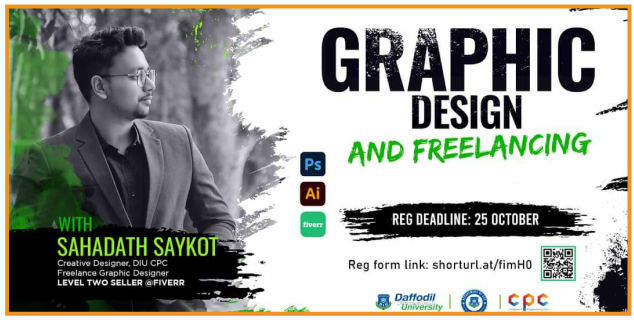 GRAPHIC
DESIGN
AND FREELANCING
Ps
Ai
fiverr
WITH
SAHADATH SAYKOT
Creative Designer, DIU CPC
Freelance Graphic Designer
LEVEL TWO SELLER @FIVERR
REG DEADLINE: 25 OCTOBER
Reg form link: shorturl.at/fimH0
Daffodil
University
cpc